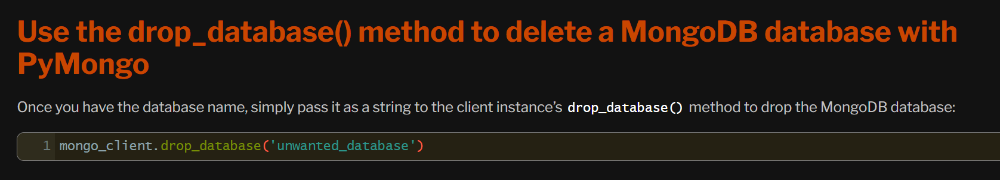 Use the drop_database() method to delete a MongoDB database with
PyMongo
Once you have the database name, simply pass it as a string to the client instance’s drop_database() method to drop the MongoDB database:
1 mongo_client.drop_database('unwanted_database')